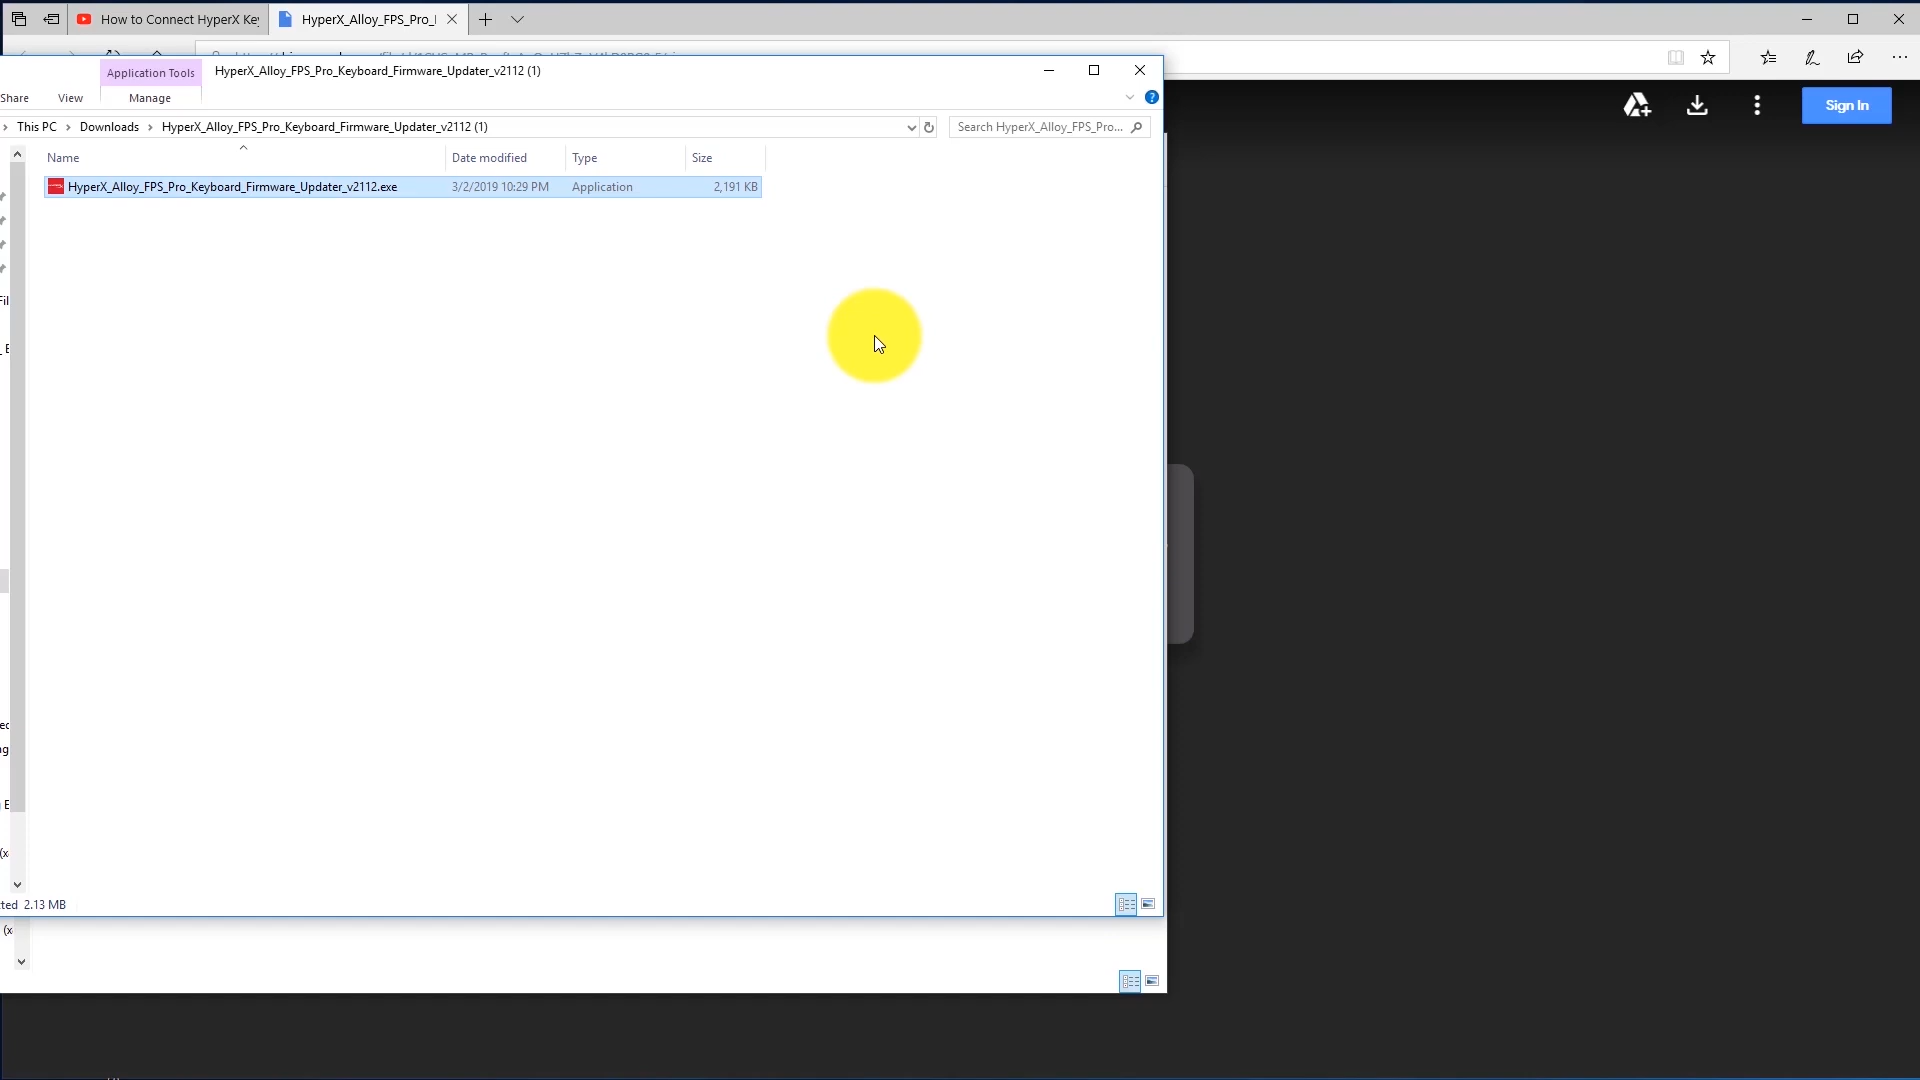 How to Connect HyperX Key
HyperX_Alloy_FPS_Pro_
Application Tools
HyperX_Alloy_FPS_Pro_Keyboard_Firmware_Updater_v2112 (1)
Share View Manage
This PC > Downloads > HyperX_Alloy_FPS_Pro_Keyboard_Firmware_Updater_v2112 (1)
Search HyperX_Alloy_FPS_Pro...
Sign In
Name Date modified Type Size
HyperX_Alloy_FPS_Pro_Keyboard_Firmware_Updater_v2112.exe 3/2/2019 10:29 PM Application 2,191 KB
2.13 MB